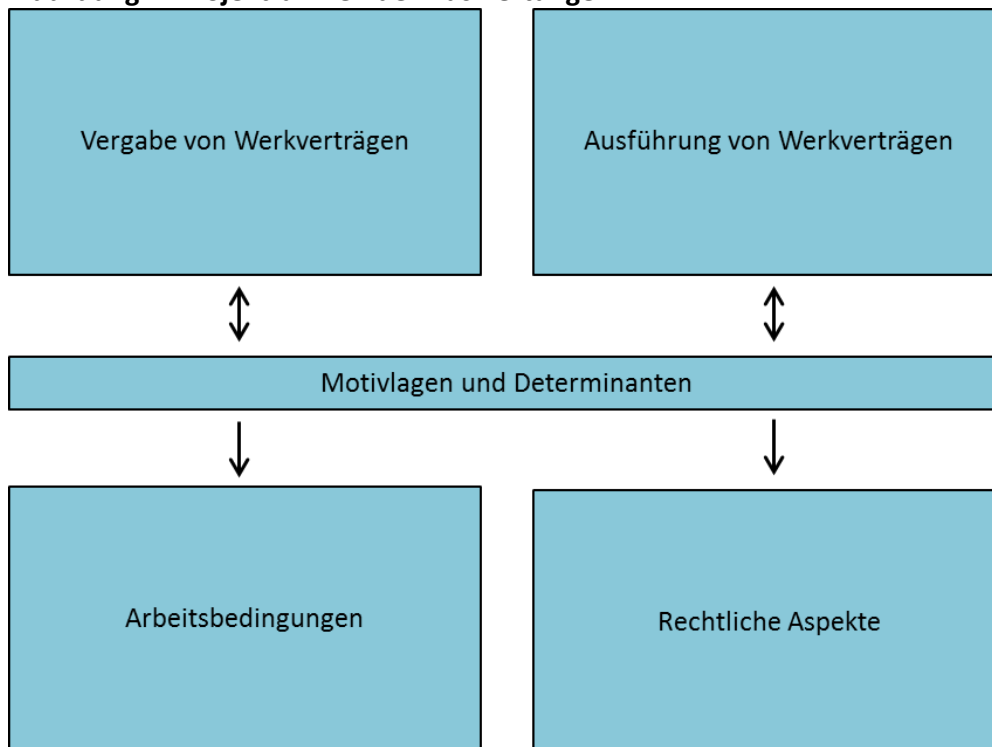 Vergabe von Werkverträgen
Ausführung von Werkverträgen
Motivlagen und Determinanten
Arbeitsbedingungen
Rechtliche Aspekte